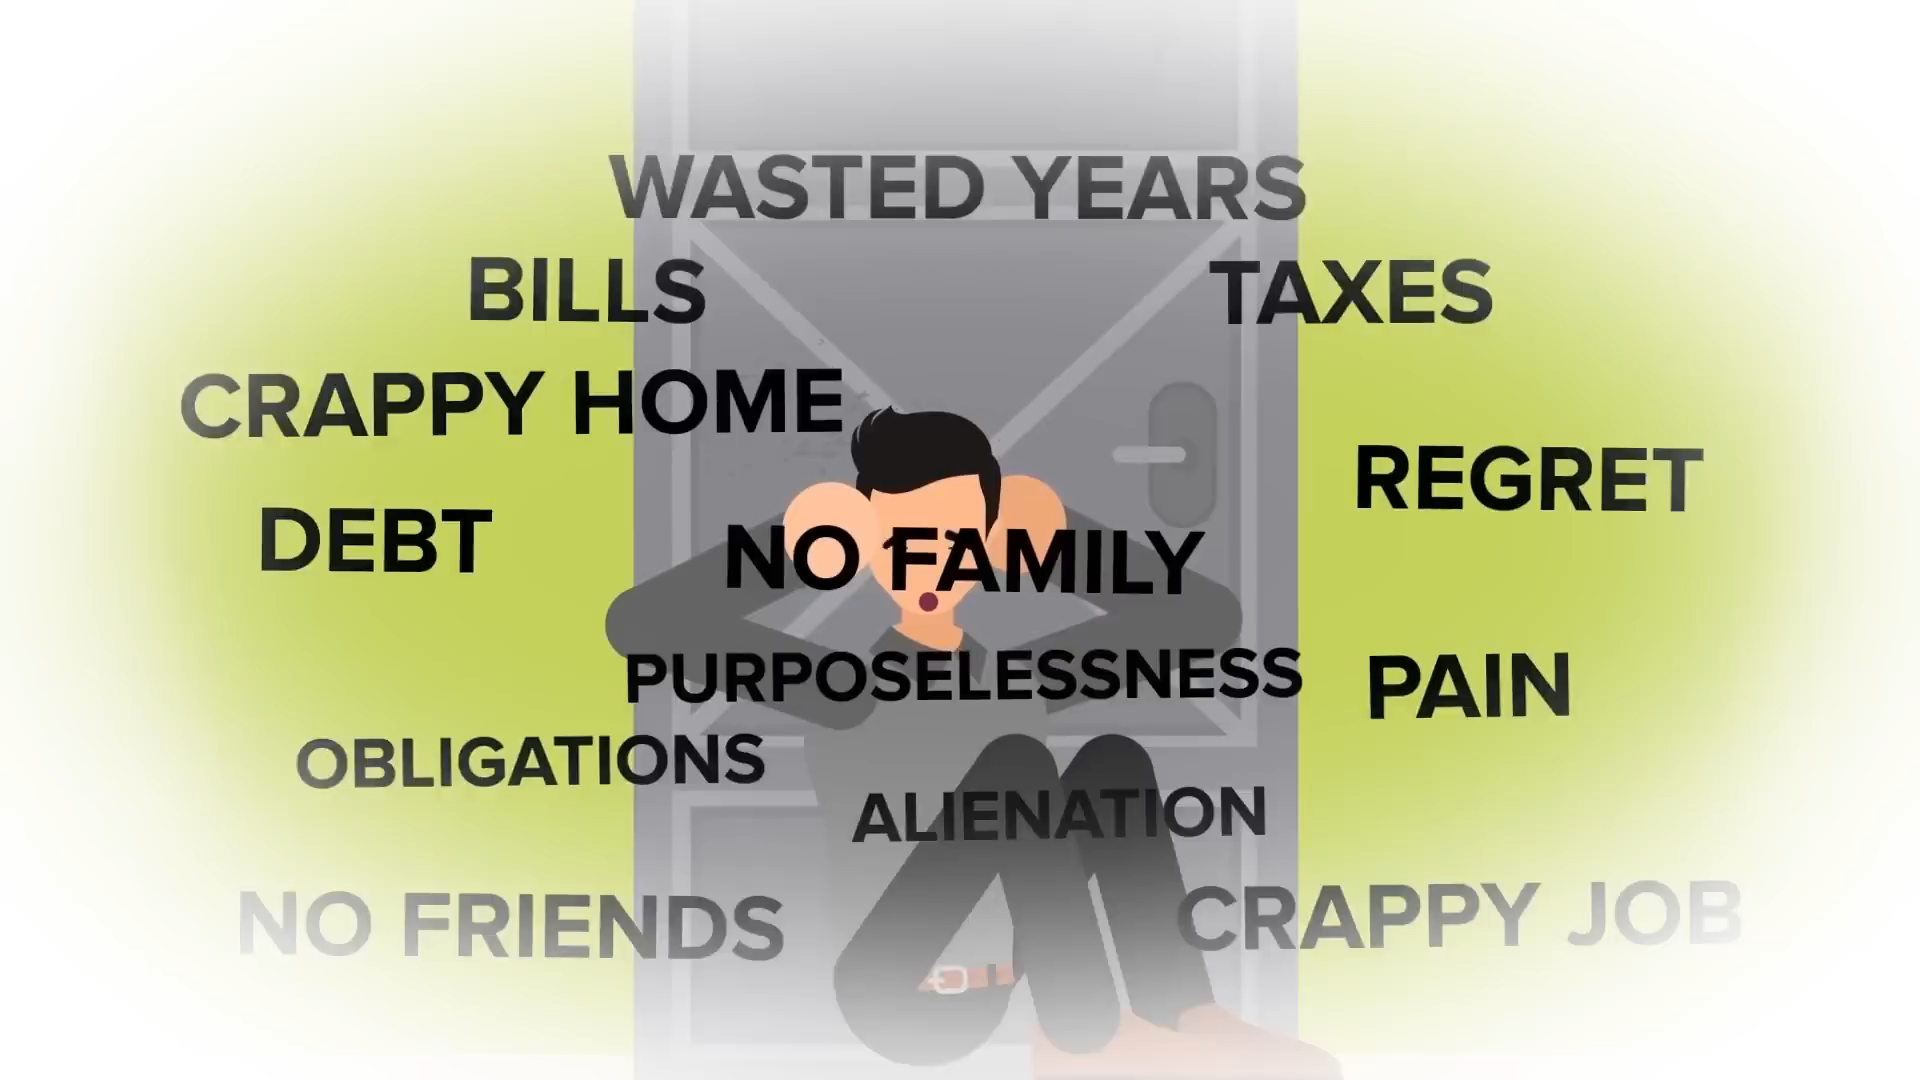 WASTED YEARS
BILLS
TAXES
CRAPPY HOME
REGRET
DEBT
NO FAMILY
PURPOSELESSNESS
PAIN
OBLIGATIONS
ALIENATION
NO FRIENDS
CRAPPY JOB